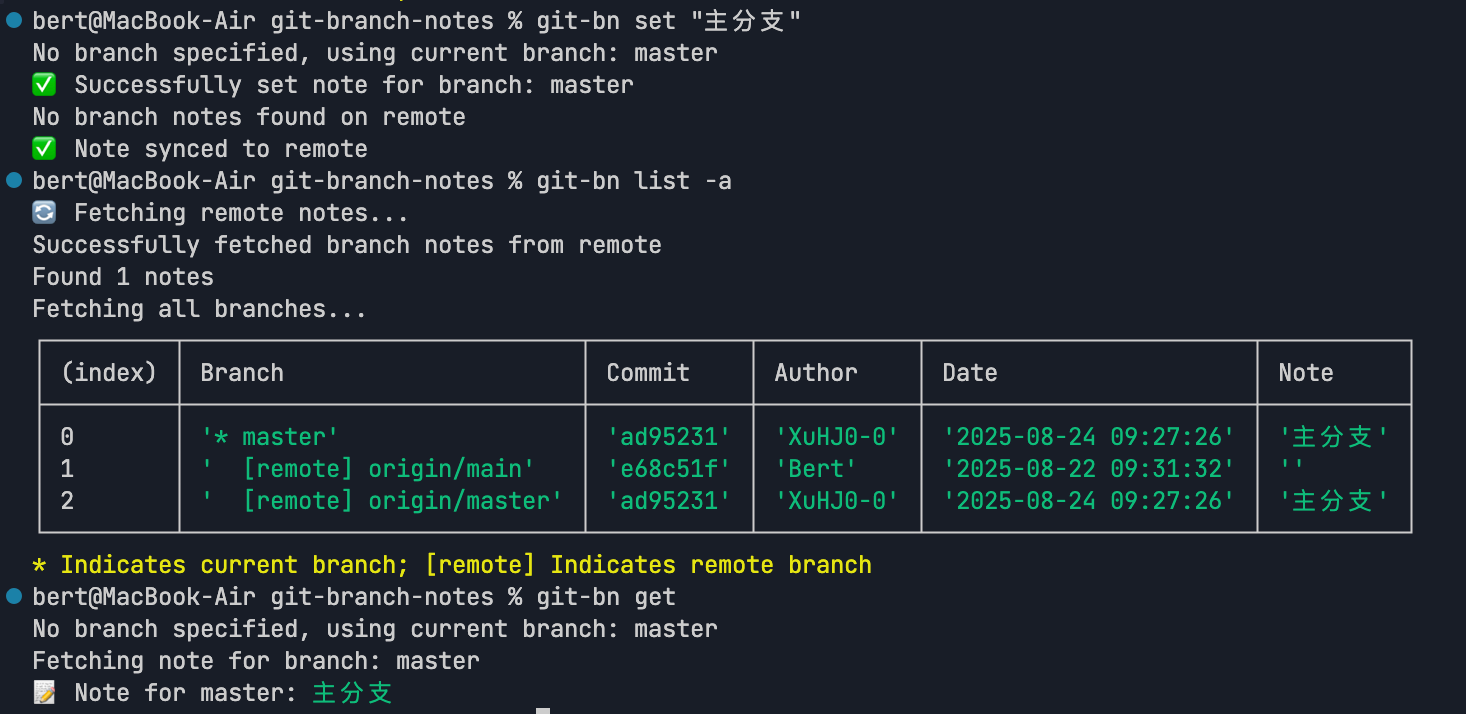 bert@MacBook-Air git-branch-notes % git-bn set "主分支"
No branch specified, using current branch: master
✅ Successfully set note for branch: master
No branch notes found on remote
✅ Note synced to remote
bert@MacBook-Air git-branch-notes % git-bn list -a
🔄 Fetching remote notes...
Successfully fetched branch notes from remote
Found 1 notes
Fetching all branches...
(index) Branch Commit Author Date Note
0 '* master' 'ad95231' 'XuHJ0-0' '2025-08-24 09:27:26' '主分支'
1 '  [remote] origin/main' 'e68c51f' 'Bert' '2025-08-22 09:31:32' ''
2 '  [remote] origin/master' 'ad95231' 'XuHJ0-0' '2025-08-24 09:27:26' '主分支'
* Indicates current branch; [remote] Indicates remote branch
bert@MacBook-Air git-branch-notes % git-bn get
No branch specified, using current branch: master
Fetching note for branch: master
📝 Note for master: 主分支